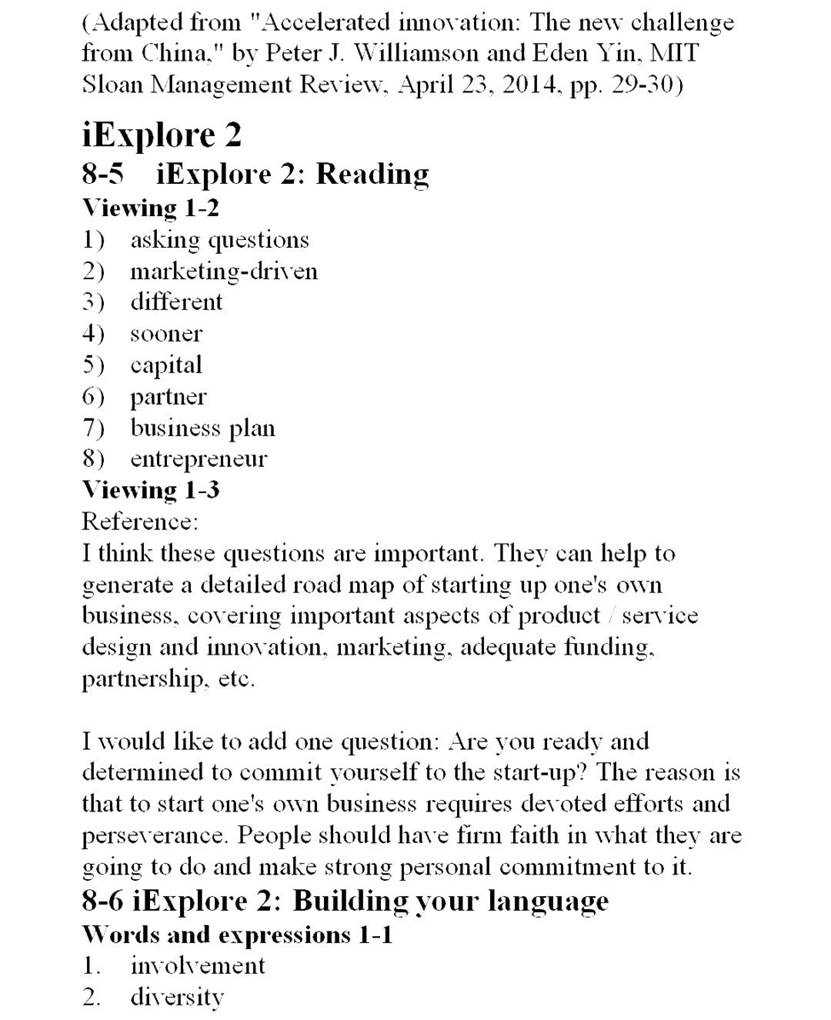 (Adapted from "Accelerated innovation: The new challenge
from China," by Peter J. Williamson and Eden Yin, MIT
Sloan Management Review, April 23, 2014, pp. 29-30)
iExplore 2
8-5 iExplore 2: Reading
Viewing 1-2
1) asking questions
2) marketing-driven
3) different
4) sooner
5) capital
6) partner
7) business plan
8) entrepreneur
Viewing 1-3
Reference:
I think these questions are important. They can help to
generate a detailed road map of starting up one's own
business, covering important aspects of product / service
design and innovation, marketing, adequate funding,
partnership, etc.
I would like to add one question: Are you ready and
determined to commit yourself to the start-up? The reason is
that to start one's own business requires devoted efforts and
perseverance. People should have firm faith in what they are
going to do and make strong personal commitment to it.
8-6 iExplore 2: Building your language
Words and expressions 1-1
1. involvement
2. diversity